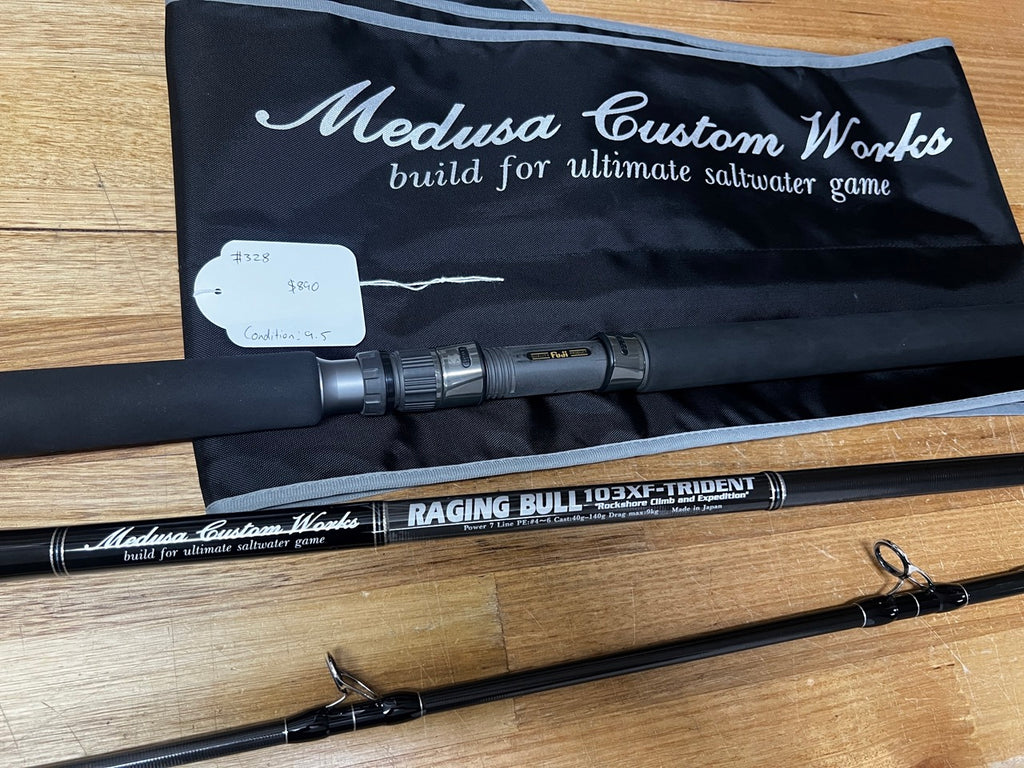 Medusa Custom Works
build for ultimate saltwater game
#328
$890
Condition: 9.5
Fuji
Medusa Custom Works
build for ultimate saltwater game
RAGING BULL 103XF-TRIDENT
"Rockshore Climb and Expedition"
Power 7 Line PE:#4~6 Cast:40g-140g Drag max:9kg Made in Japan